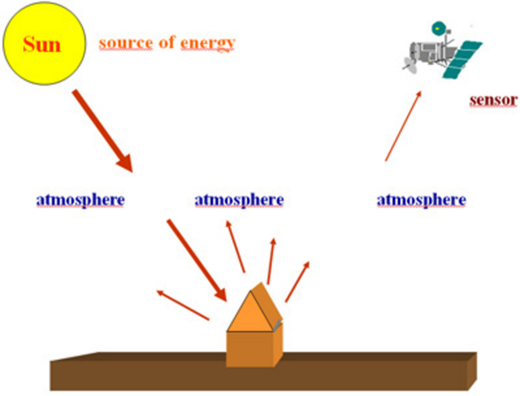 Sun
source of energy
sensor
atmosphere
atmosphere
atmosphere